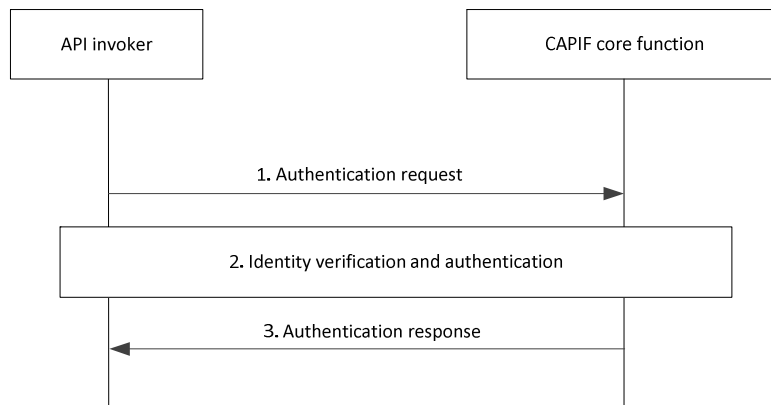 API invoker
CAPIF core function
1. Authentication request
2. Identity verification and authentication
3. Authentication response